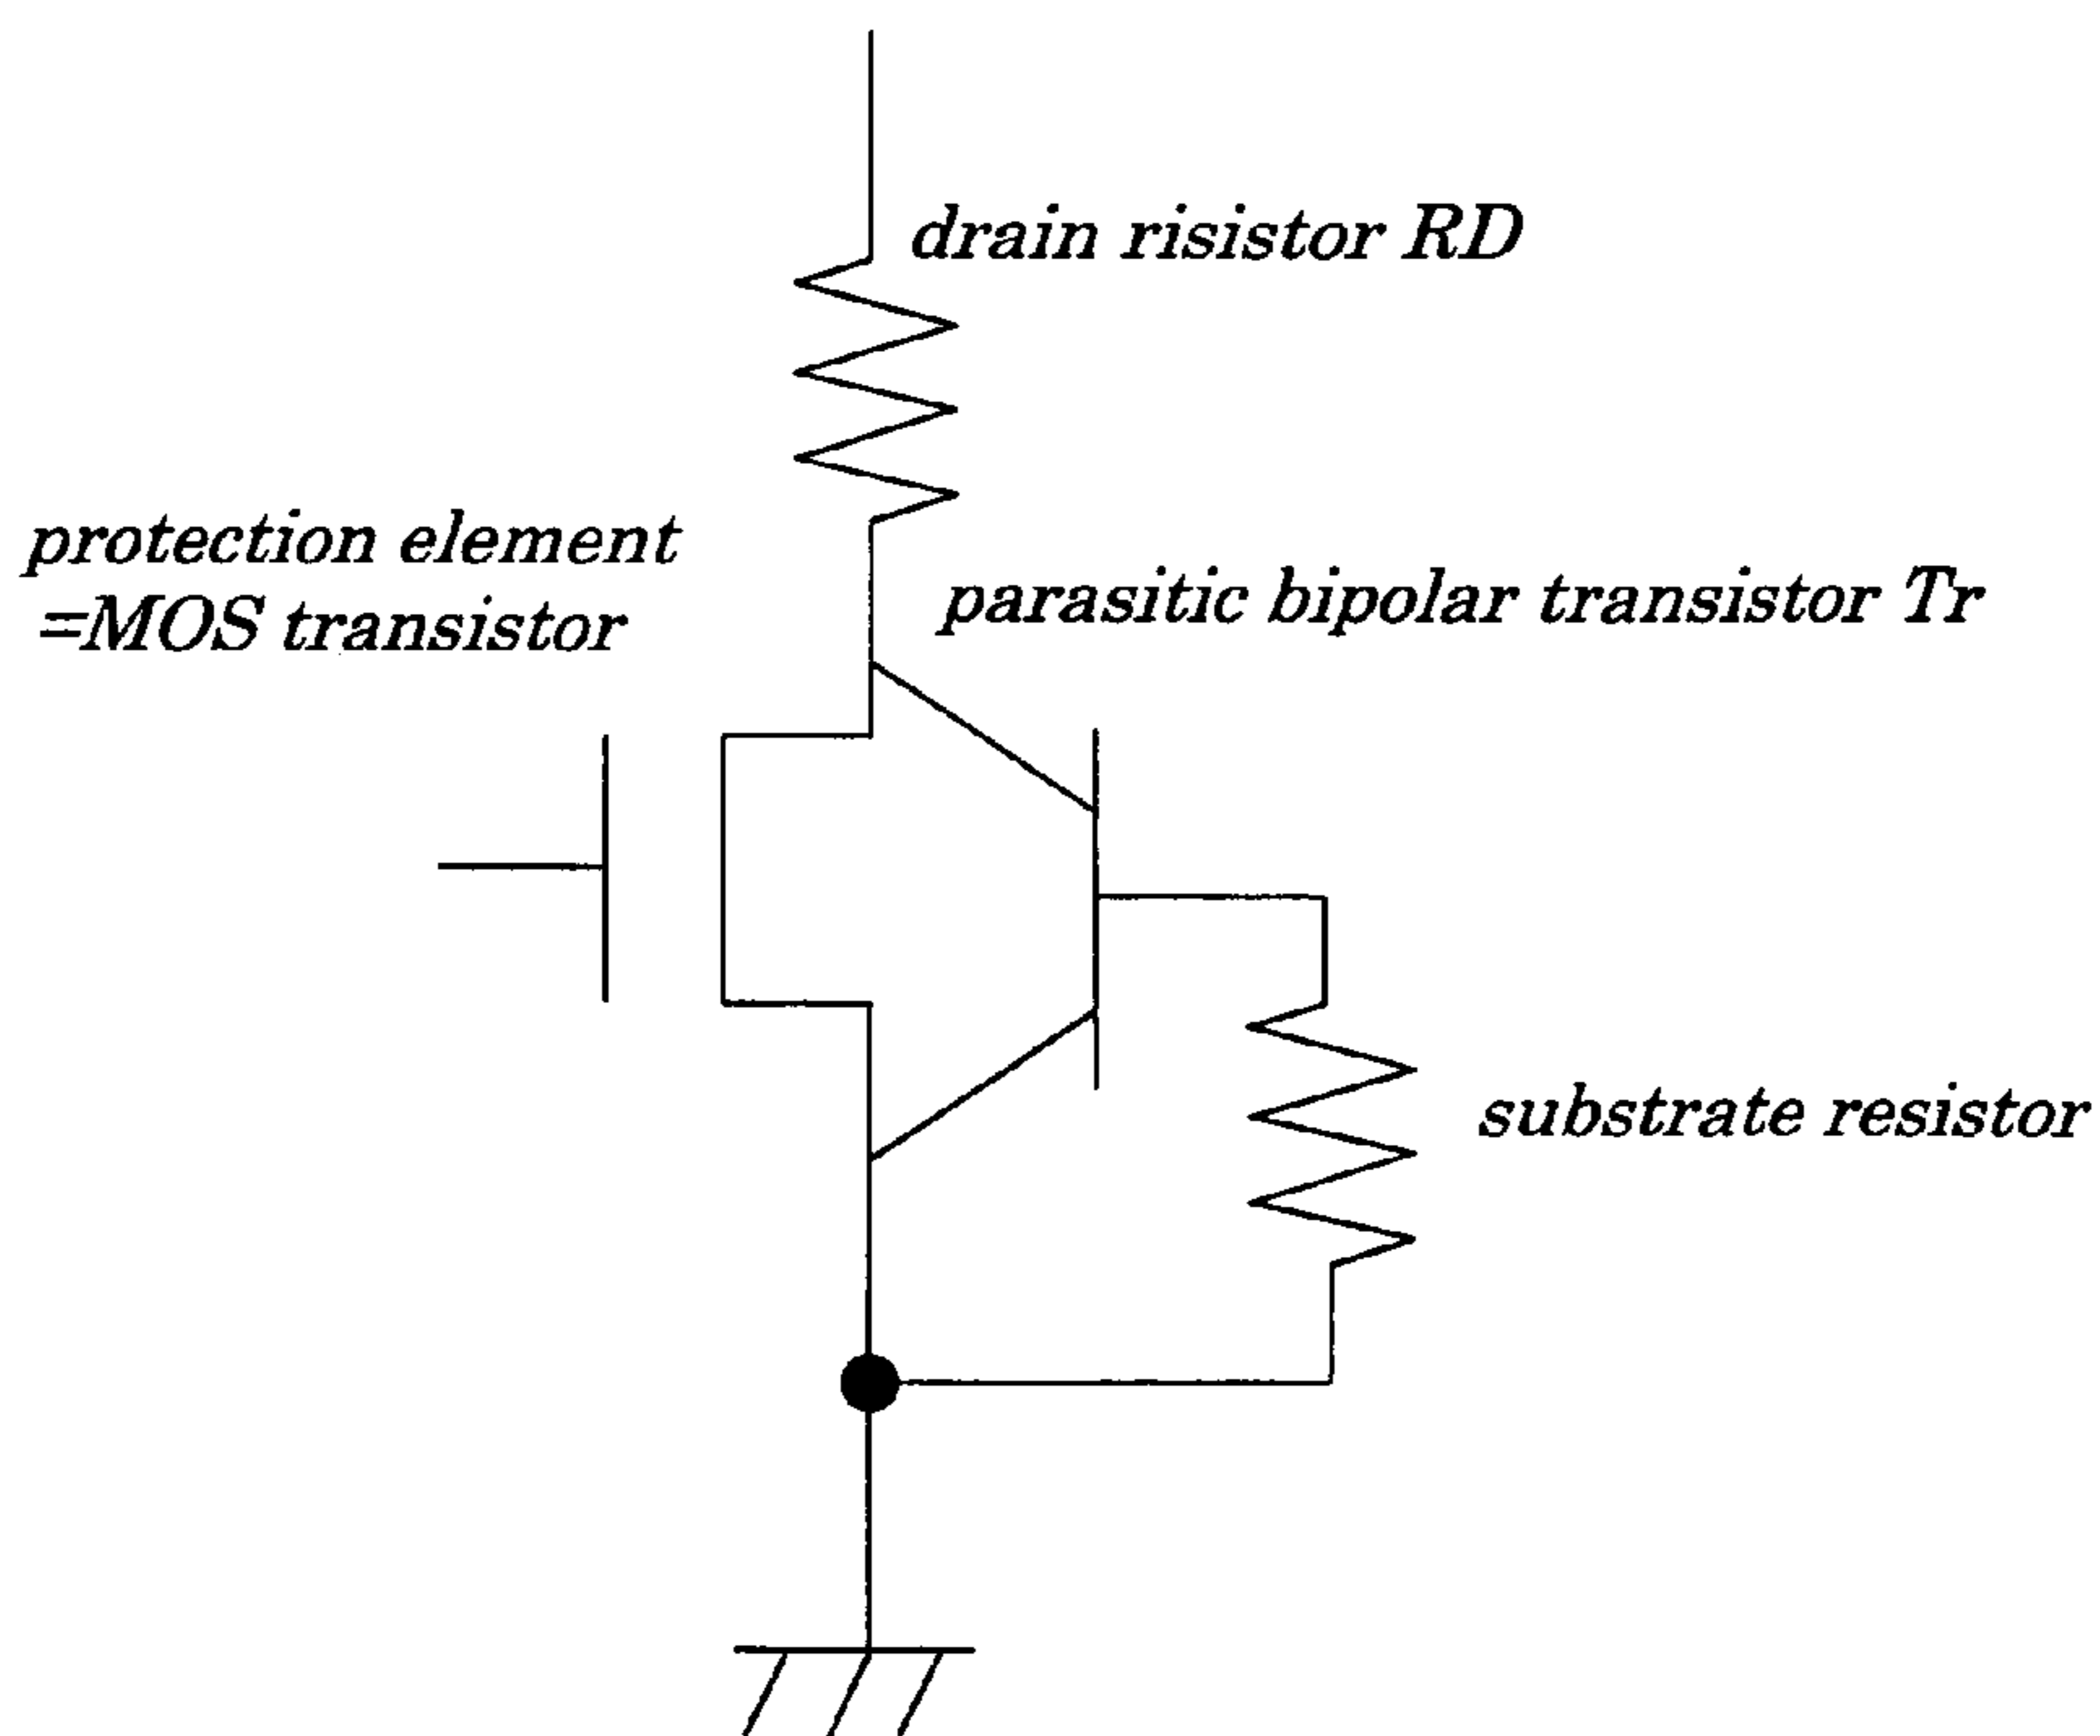 drain risistor RD
protection element
=MOS transistor
parasitic bipolar transistor Tr
substrate resistor